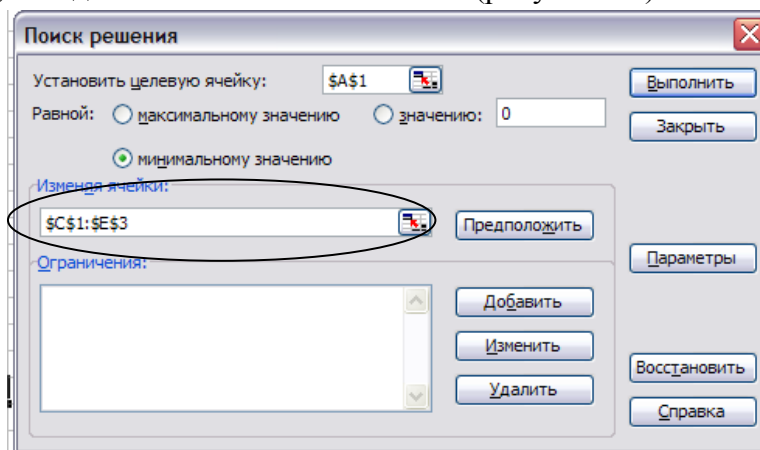 Поиск решения
Установить целевую ячейку: $A$1
Выполнить
Равной: максимальному значению значению: 0
Закрыть
минимальному значению
Изменяя ячейки:
$C$1:$E$3
Предположить
Ограничения:
Параметры
Добавить
Изменить
Восстановить
Удалить
Справка